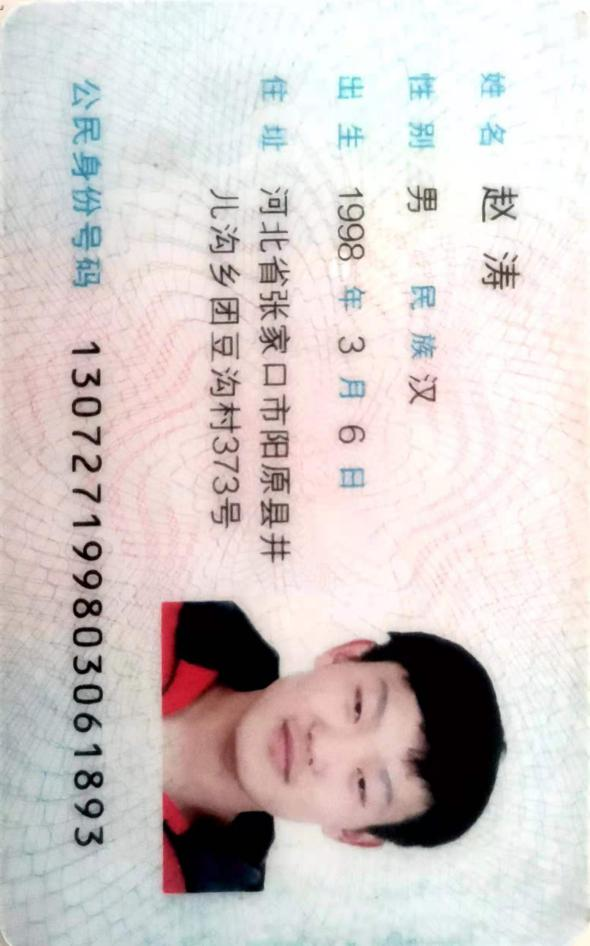 姓名 赵涛
性别 男 民族 汉
出生 1998 年 3 月 6 日
住址 河北省张家口市阳原县井
儿沟乡团豆沟村373号
公民身份号码 130727199803061893